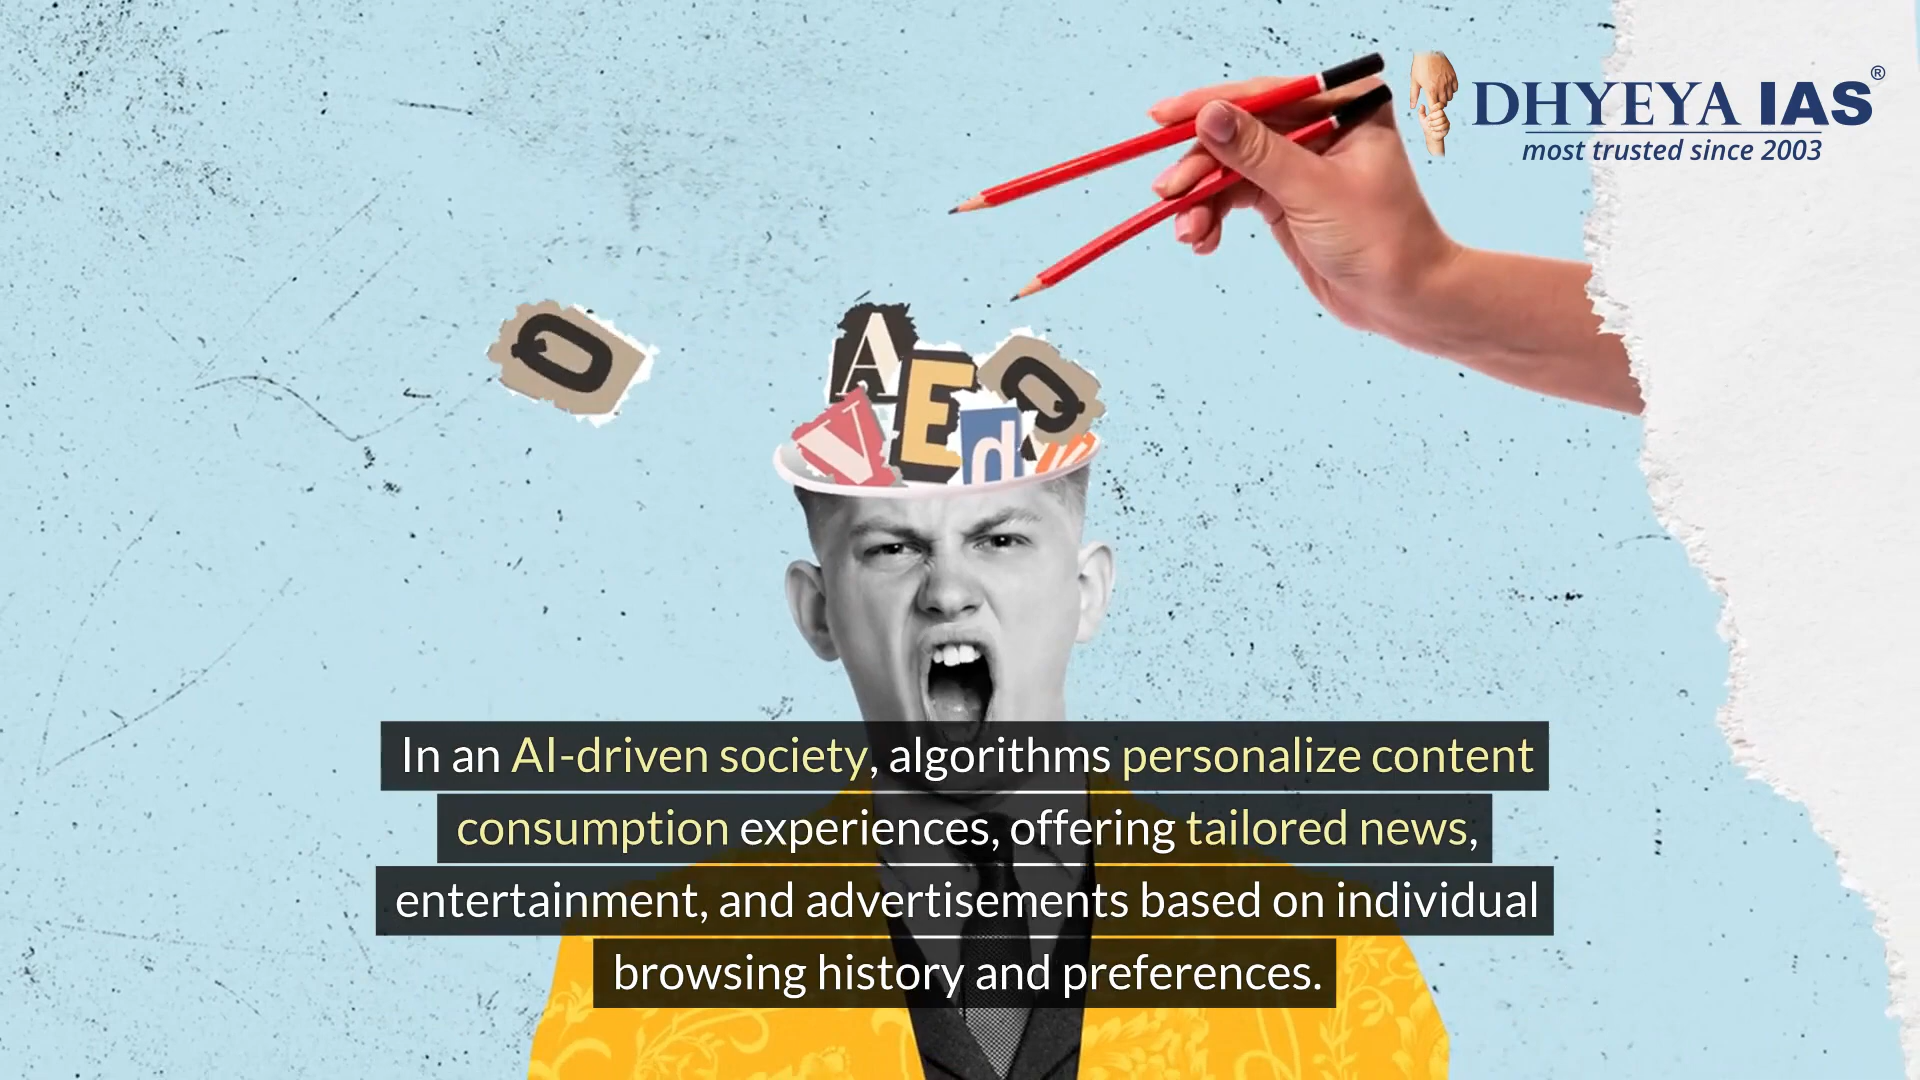 DHYEYA IAS®
most trusted since 2003
O
A
E
O
V
d
In an AI-driven society, algorithms personalize content
consumption experiences, offering tailored news,
entertainment, and advertisements based on individual
browsing history and preferences.